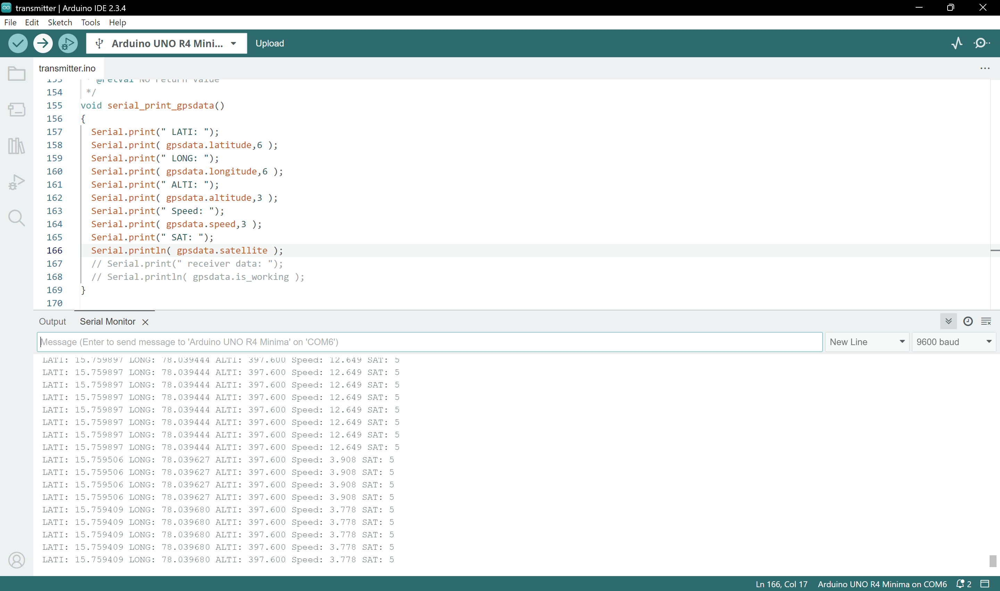 transmitter | Arduino IDE 2.3.4
File Edit Sketch Tools Help
Arduino UNO R4 Mini... Upload
transmitter.ino
153 * @retval No return value
154 */
155 void serial_print_gpsdata()
156 {
157 Serial.print(" LATI: ");
158 Serial.print( gpsdata.latitude,6 );
159 Serial.print(" LONG: ");
160 Serial.print( gpsdata.longitude,6 );
161 Serial.print(" ALTI: ");
162 Serial.print( gpsdata.altitude,3 );
163 Serial.print(" Speed: ");
164 Serial.print( gpsdata.speed,3 );
165 Serial.print(" SAT: ");
166 Serial.println( gpsdata.satellite );
167 // Serial.print(" receiver data: ");
168 // Serial.println( gpsdata.is_working );
169 }
170
Output Serial Monitor
Message (Enter to send message to 'Arduino UNO R4 Minima' on 'COM6') New Line 9600 baud
LATI: 15.759897 LONG: 78.039444 ALTI: 397.600 Speed: 12.649 SAT: 5
LATI: 15.759897 LONG: 78.039444 ALTI: 397.600 Speed: 12.649 SAT: 5
LATI: 15.759897 LONG: 78.039444 ALTI: 397.600 Speed: 12.649 SAT: 5
LATI: 15.759897 LONG: 78.039444 ALTI: 397.600 Speed: 12.649 SAT: 5
LATI: 15.759897 LONG: 78.039444 ALTI: 397.600 Speed: 12.649 SAT: 5
LATI: 15.759897 LONG: 78.039444 ALTI: 397.600 Speed: 12.649 SAT: 5
LATI: 15.759897 LONG: 78.039444 ALTI: 397.600 Speed: 12.649 SAT: 5
LATI: 15.759897 LONG: 78.039444 ALTI: 397.600 Speed: 12.649 SAT: 5
LATI: 15.759506 LONG: 78.039627 ALTI: 397.600 Speed: 3.908 SAT: 5
LATI: 15.759506 LONG: 78.039627 ALTI: 397.600 Speed: 3.908 SAT: 5
LATI: 15.759506 LONG: 78.039627 ALTI: 397.600 Speed: 3.908 SAT: 5
LATI: 15.759506 LONG: 78.039627 ALTI: 397.600 Speed: 3.908 SAT: 5
LATI: 15.759409 LONG: 78.039680 ALTI: 397.600 Speed: 3.778 SAT: 5
LATI: 15.759409 LONG: 78.039680 ALTI: 397.600 Speed: 3.778 SAT: 5
LATI: 15.759409 LONG: 78.039680 ALTI: 397.600 Speed: 3.778 SAT: 5
LATI: 15.759409 LONG: 78.039680 ALTI: 397.600 Speed: 3.778 SAT: 5
LATI: 15.759409 LONG: 78.039680 ALTI: 397.600 Speed: 3.778 SAT: 5
Ln 166, Col 17 Arduino UNO R4 Minima on COM6 2